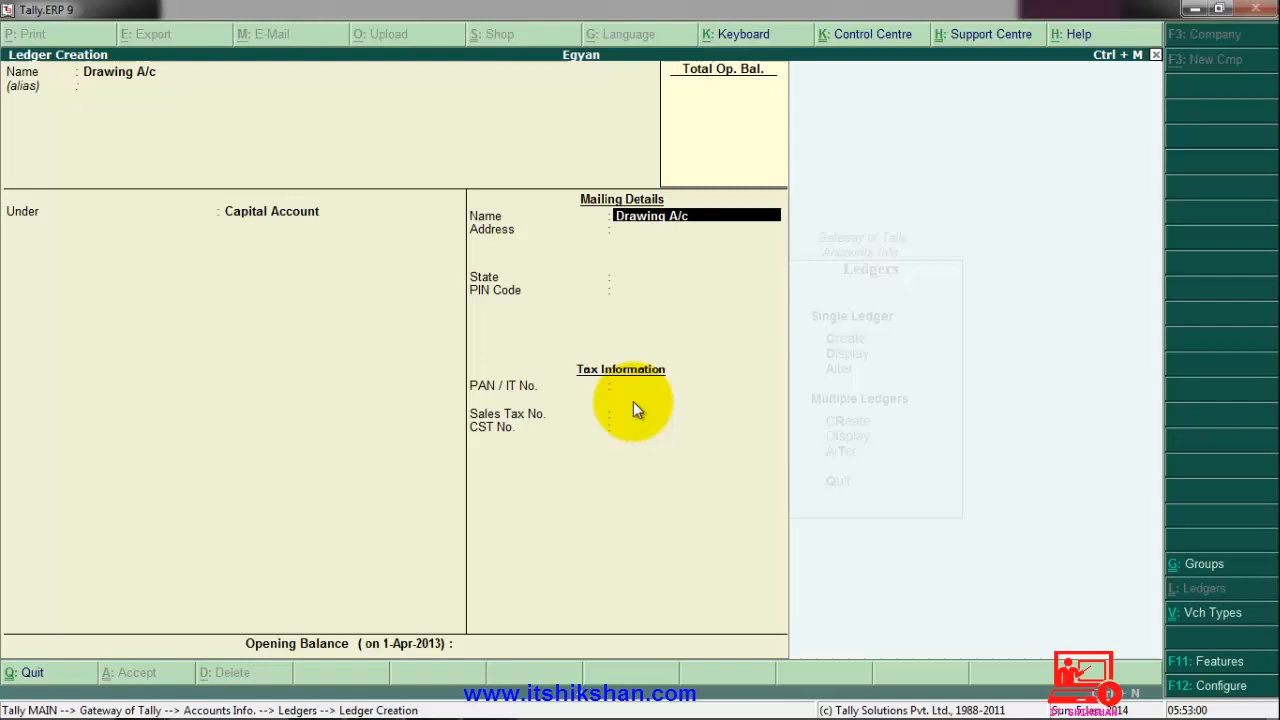 Tally.ERP 9
P: Print
E: Export
M: E-Mail
O: Upload
S: Shop
G: Language
K: Keyboard
K: Control Centre
H: Support Centre
H: Help
F3: Company
F3: New Cmp
Ledger Creation
Egyan
Ctrl + M
Name : Drawing A/c
(alias) :
Total Op. Bal.
Under : Capital Account
Mailing Details
Name : Drawing A/c
Address :
State :
PIN Code :
Tax Information
PAN / IT No. :
Sales Tax No. :
CST No. :
Gateway of Tally
Accounts Info.
Ledgers
Single Ledger
Create
Display
Alter
Multiple Ledgers
CReate
DIsplay
AlTer
Quit
G: Groups
L: Ledgers
V: Vch Types
F11: Features
F12: Configure
Opening Balance ( on 1-Apr-2013) :
Q: Quit
A: Accept
D: Delete
www.itshikshan.com
Ctrl + N
Tally MAIN --> Gateway of Tally --> Accounts Info. --> Ledgers --> Ledger Creation
(c) Tally Solutions Pvt. Ltd., 1988-2011
Sun, 5 Jan, 2014
05:53:00